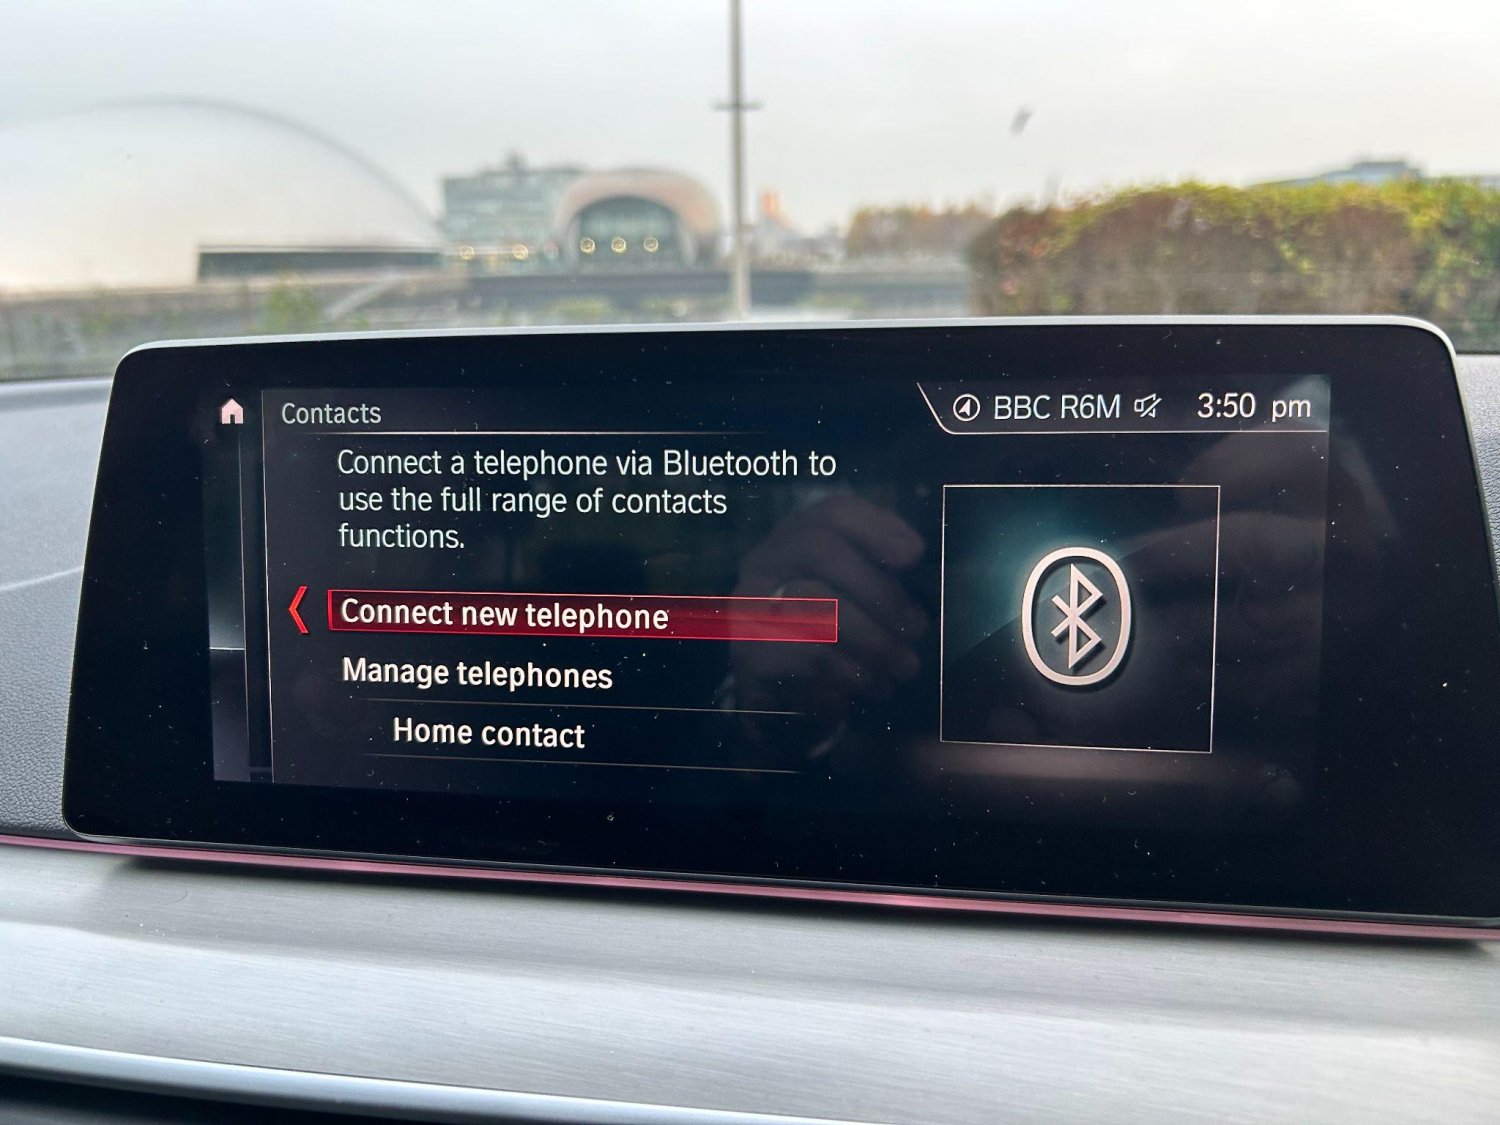 Contacts
BBC R6M 3:50 pm
Connect a telephone via Bluetooth to
use the full range of contacts
functions.
Connect new telephone
Manage telephones
Home contact